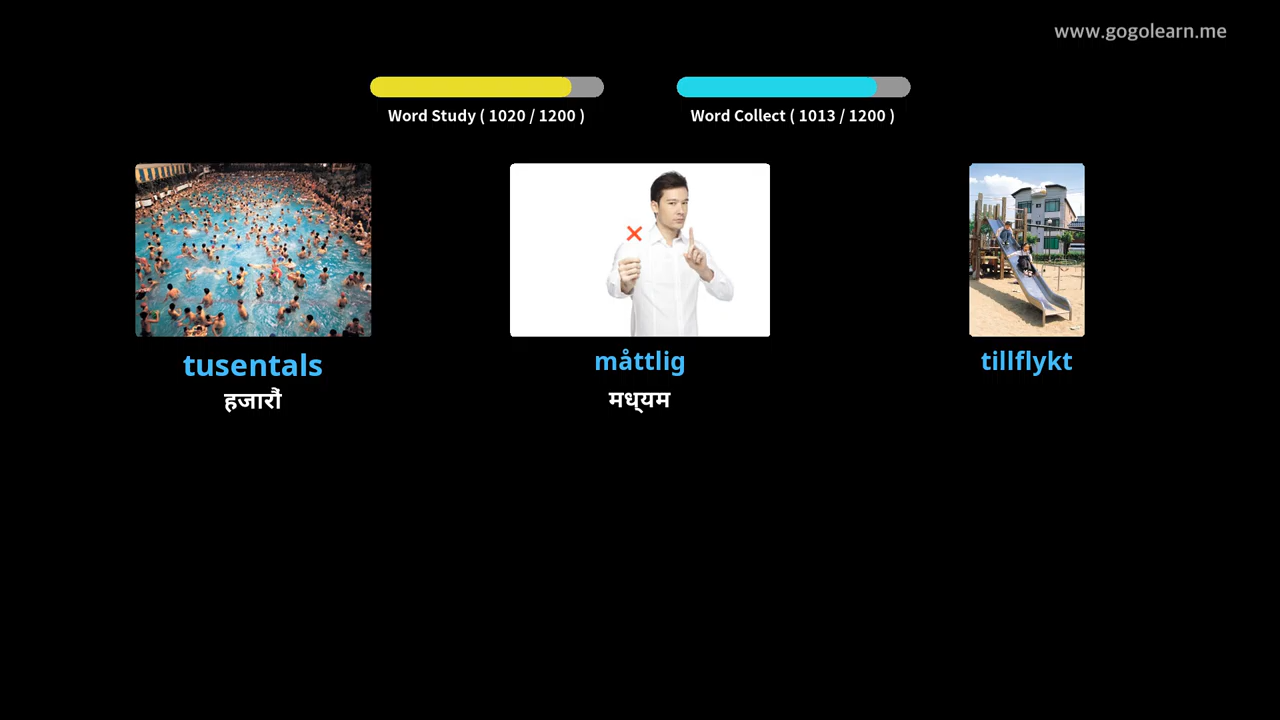 www.gogolearn.me
Word Study ( 1020 / 1200 )
Word Collect ( 1013 / 1200 )
tusentals
हजारौं
måttlig
मध्यम
tillflykt